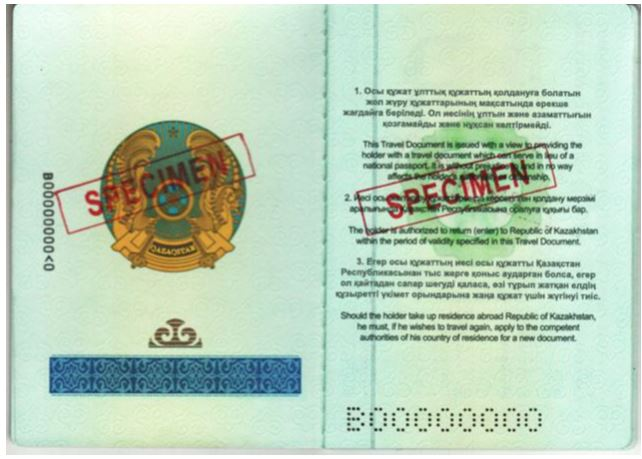 B00000000<0
SPECIMEN
QAZAQSTAN
1. Осы құжат ұлттық құжаттың қолдануға болатын
жол жүру құжаттарының мақсатында ерекше
жағдайға беріледі. Ол иесінің ұлтын және азаматтығын
қозғамайды және нұқсан келтірмейді.
This Travel Document is issued with a view to providing the
holder with a travel document which can serve in lieu of a
national passport. It is without prejudice to and in no way
affects the holder's citizenship.
SPECIMEN
2. Иесі осы қолдану мерзімі
аралығында Қазақстан Республикасына оралуға құқығы бар.
The holder is authorized to return (enter) to Republic of Kazakhstan
within the period of validity specified in this Travel Document.
3. Егер осы құжаттың иесі осы құжатты Қазақстан
Республикасынан тыс жерге қоныс аударған болса, егер
ол қайтадан сапар шегуді қаласа, өзі тұрып жатқан елдің
құзыретті үкімет орындарына жаңа құжат үшін жүгінуі тиіс.
Should the holder take up residence abroad Republic of Kazakhstan,
he must, if he wishes to travel again, apply to the competent
authorities of his country of residence for a new document.
B00000000